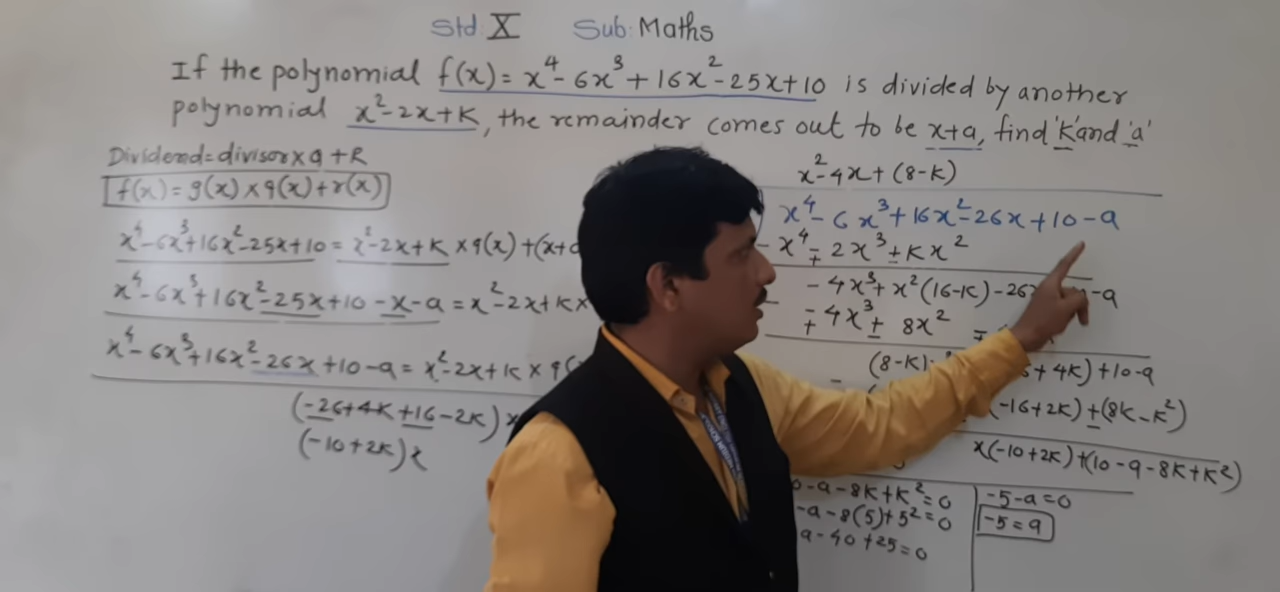 Std: X Sub: Maths
If the polynomial f(x) = x⁴ - 6x³ + 16x² - 25x + 10 is divided by another
polynomial x² - 2x + K, the remainder comes out to be x+a, find 'K' and 'a'
Dividend = divisor x q + R
f(x) = g(x) x q(x) + r(x)
x⁴ - 6x³ + 16x² - 25x + 10 = x² - 2x + K x q(x) + (x+
x⁴ - 6x³ + 16x² - 25x + 10 - x - a = x² - 2x + K x
x⁴ - 6x³ + 16x² - 26x + 10 - a = x² - 2x + K x q(
(-26 + 4K + 16 - 2K) x
(-10 + 2K) x
x² - 4x + (8-K)
x⁴ - 6x³ + 16x² - 26x + 10 - a
- x⁴ ∓ 2x³ ± Kx²
- 4x³ + x²(16-K) - 26 - a
∓ 4x³ ± 8x² ∓
(8-K) + 4K) + 10 - a
(-16 + 2K) ± (8K - K²)
x(-10 + 2K) + (10 - a - 8K + K²)
- a - 8K + K² = 0
- a - 8(5) + 5² = 0
a - 40 + 25 = 0
-5 - a = 0
-5 = a